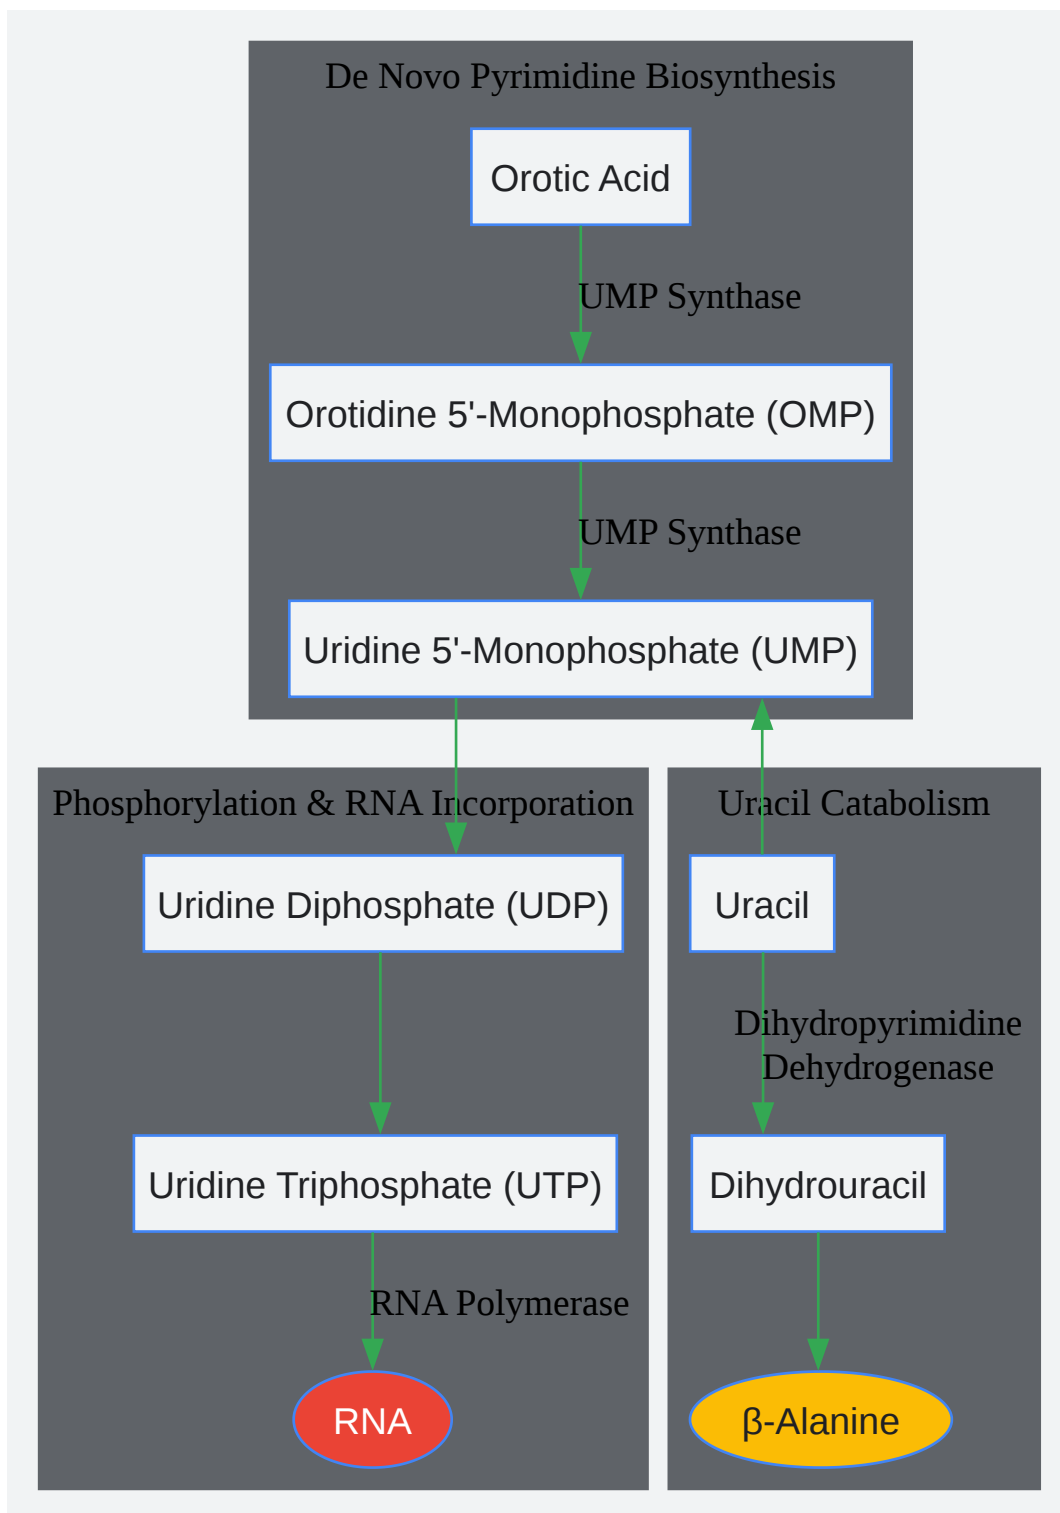 De Novo Pyrimidine Biosynthesis
Orotic Acid
UMP Synthase
Orotidine 5'-Monophosphate (OMP)
UMP Synthase
Uridine 5'-Monophosphate (UMP)
Phosphorylation & RNA Incorporation
Uridine Diphosphate (UDP)
Uridine Triphosphate (UTP)
RNA Polymerase
RNA
Uracil Catabolism
Uracil
Dihydropyrimidine
Dehydrogenase
Dihydrouracil
β-Alanine